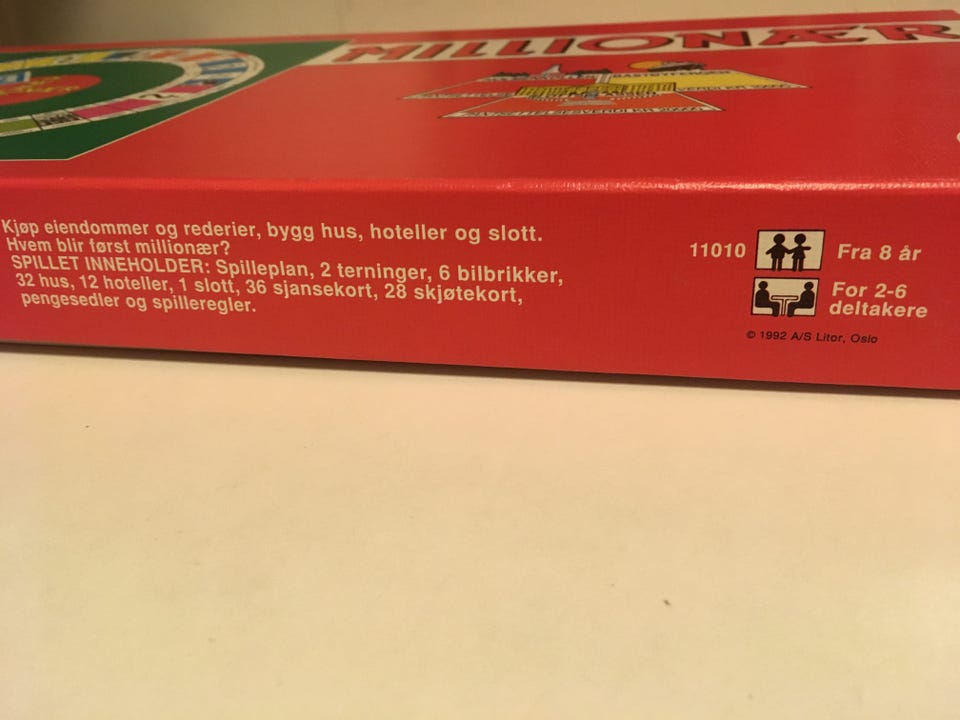 MILLIONÆR
Kjøp eiendommer og rederier, bygg hus, hoteller og slott.
Hvem blir først millionær?
SPILLET INNEHOLDER: Spilleplan, 2 terninger, 6 bilbrikker,
32 hus, 12 hoteller, 1 slott, 36 sjansekort, 28 skjøtekort,
pengesedler og spilleregler.
11010
Fra 8 år
For 2-6
deltakere
© 1992 A/S Litor, Oslo